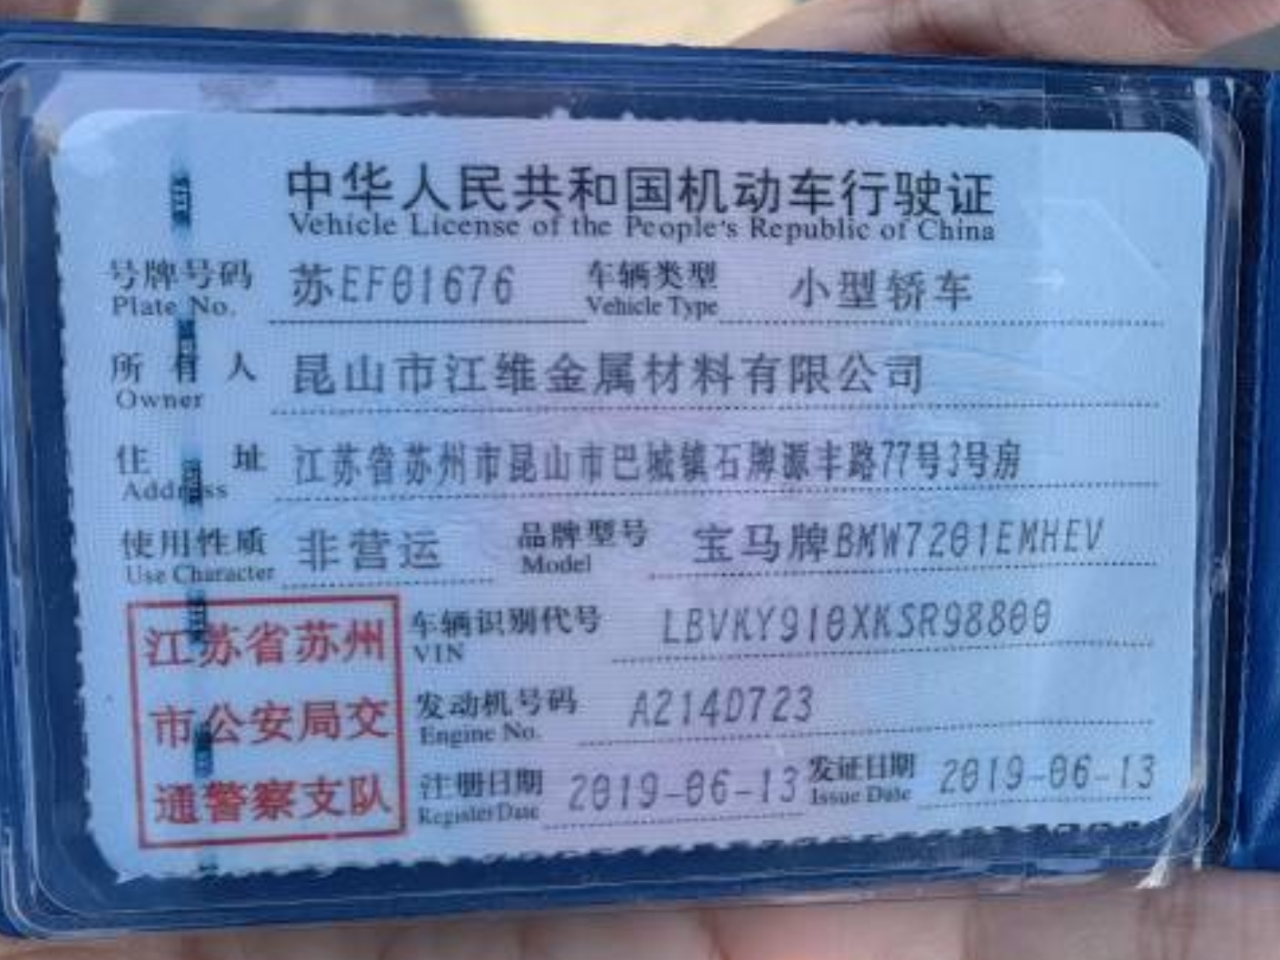 中华人民共和国机动车行驶证
Vehicle License of the People's Republic of China
号牌号码 苏EF01676 车辆类型 小型轿车
Plate No. Vehicle Type
所有人 昆山市江维金属材料有限公司
Owner
住址 江苏省苏州市昆山市巴城镇石牌源丰路77号3号房
Address
使用性质 非营运 品牌型号 宝马牌BMW7201EMHEV
Use Character Model
江苏省苏州
市公安局交
通警察支队
车辆识别代号 LBVKY910XKSR98800
VIN
发动机号码 A214D723
Engine No.
注册日期 2019-06-13 发证日期 2019-06-13
Register Date Issue Date